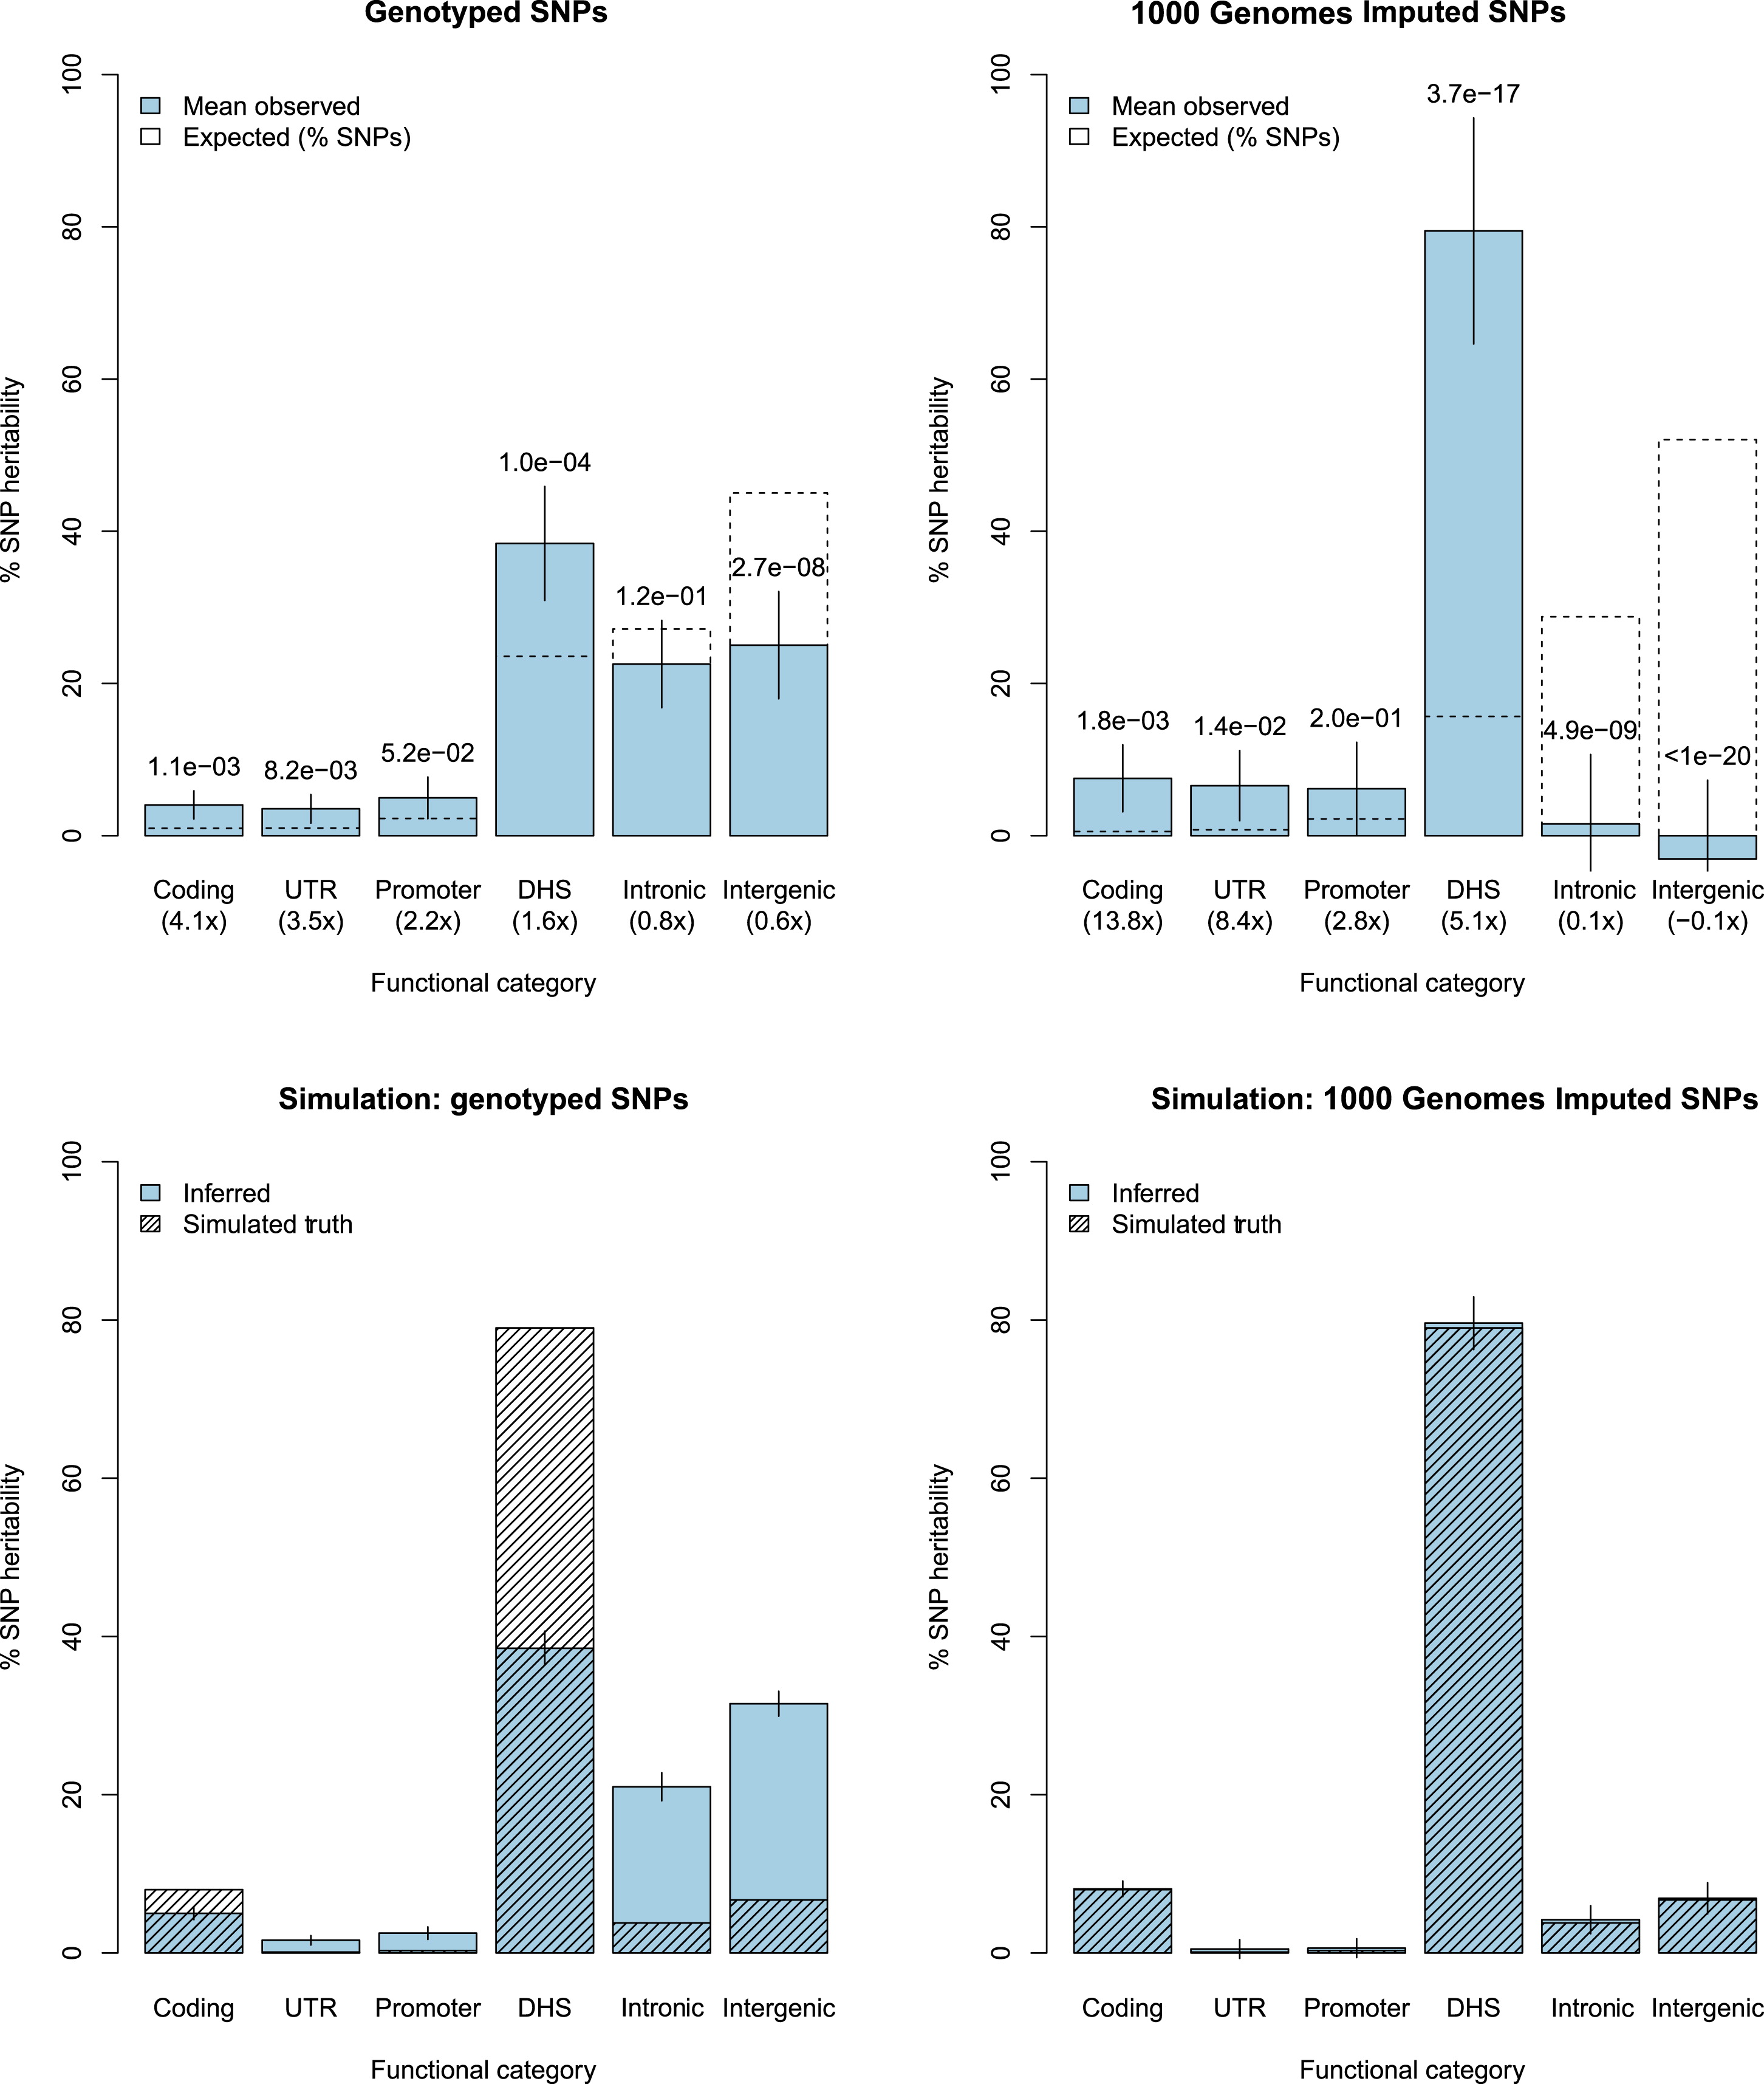 Genotyped SNPs
100
80
60
40
20
0
% SNP heritability
Mean observed
Expected (% SNPs)
1.1e−03
8.2e−03
5.2e−02
1.0e−04
1.2e−01
2.7e−08
Coding UTR Promoter DHS Intronic Intergenic
(4.1x) (3.5x) (2.2x) (1.6x) (0.8x) (0.6x)
Functional category
1000 Genomes Imputed SNPs
100
80
60
40
20
0
% SNP heritability
Mean observed
Expected (% SNPs)
1.8e−03
1.4e−02
2.0e−01
3.7e−17
4.9e−09
<1e−20
Coding UTR Promoter DHS Intronic Intergenic
(13.8x) (8.4x) (2.8x) (5.1x) (0.1x) (−0.1x)
Functional category
Simulation: genotyped SNPs
100
80
60
40
20
0
% SNP heritability
Inferred
Simulated truth
Coding UTR Promoter DHS Intronic Intergenic
Functional category
Simulation: 1000 Genomes Imputed SNPs
100
80
60
40
20
0
% SNP heritability
Inferred
Simulated truth
Coding UTR Promoter DHS Intronic Intergenic
Functional category